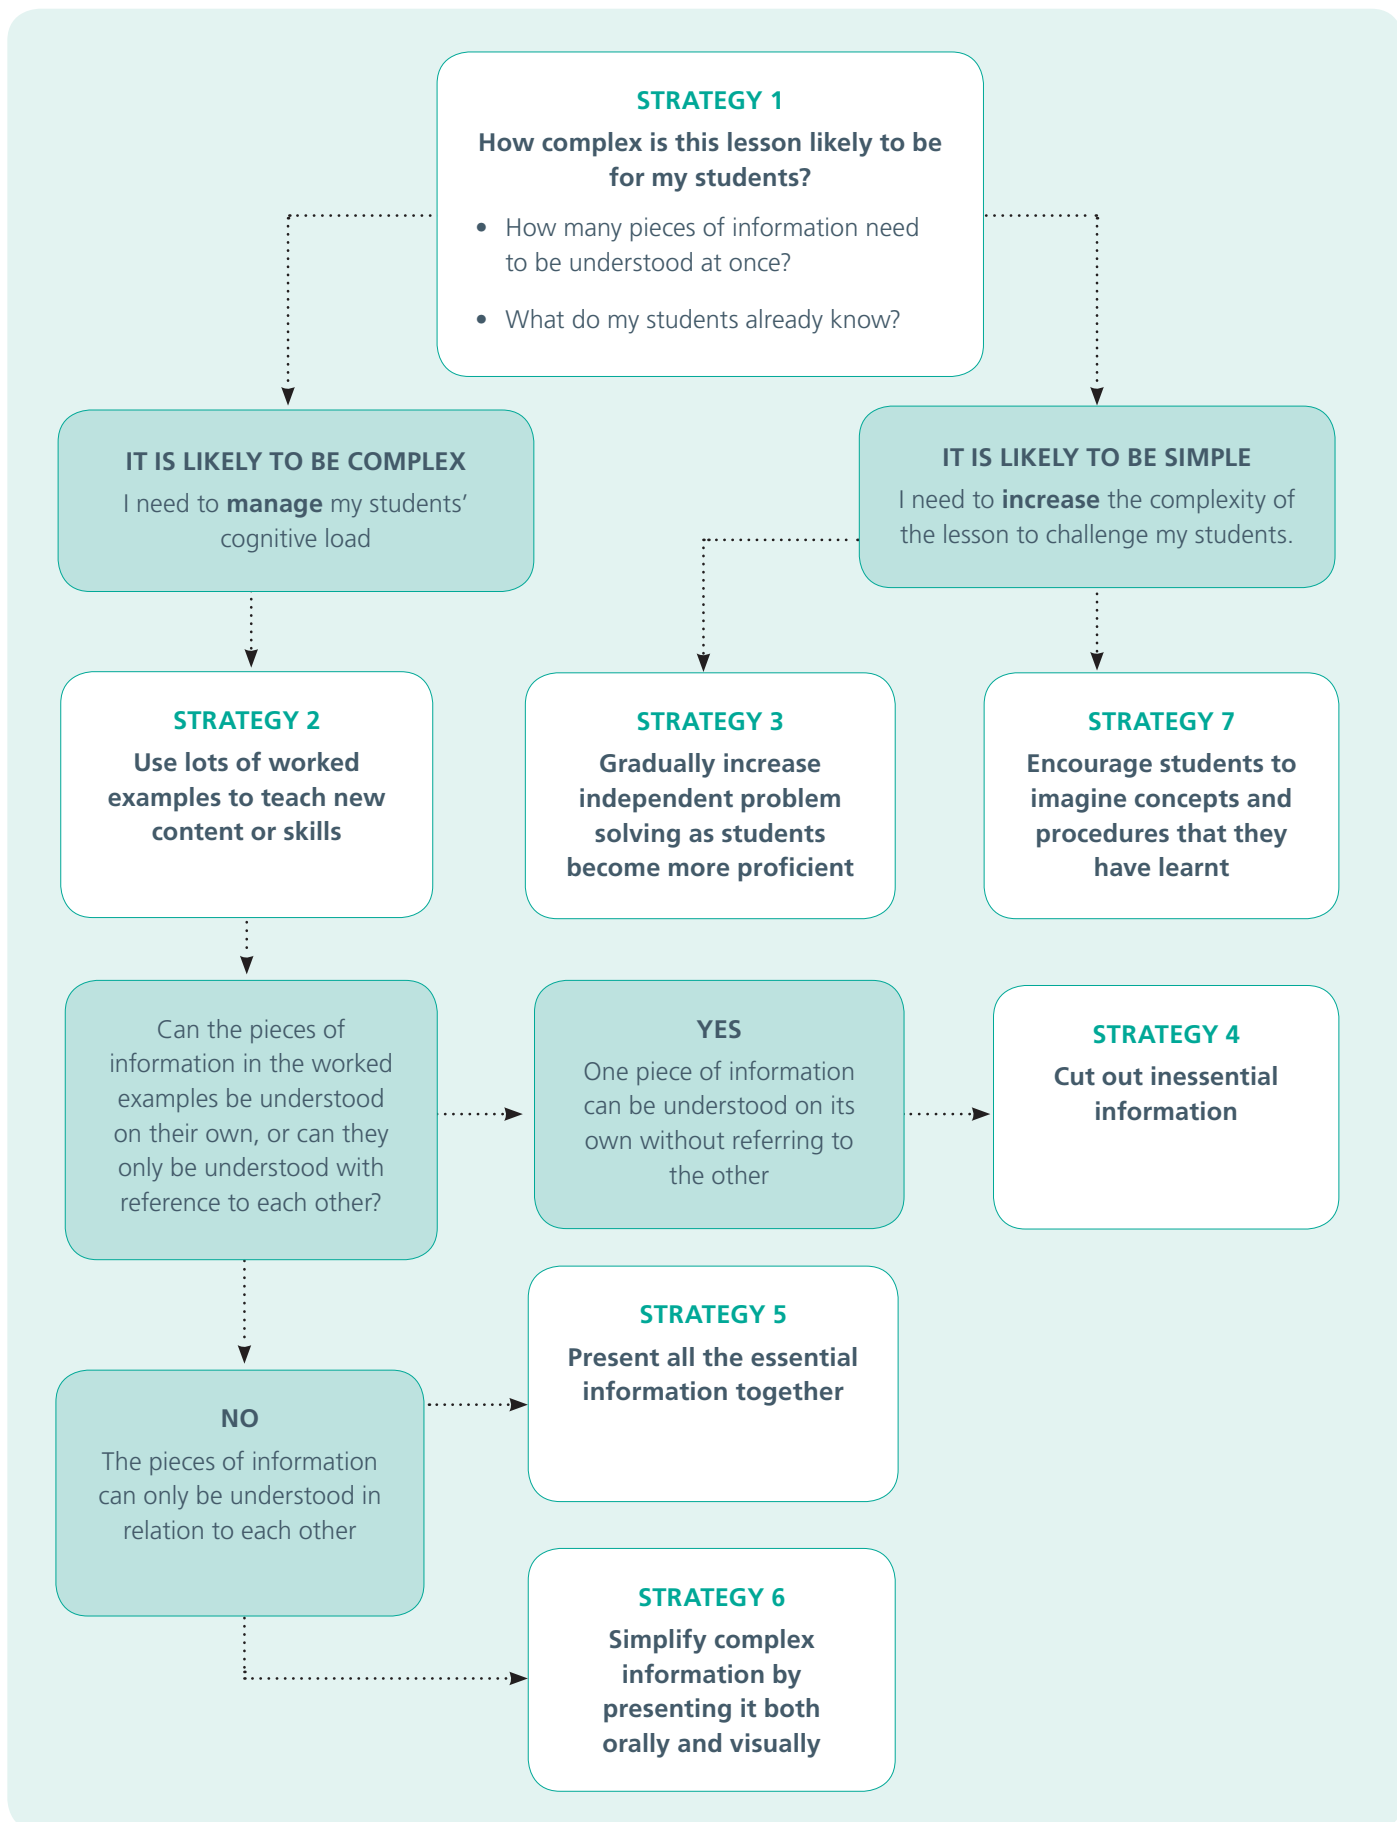 STRATEGY 1
How complex is this lesson likely to be
for my students?
• How many pieces of information need
to be understood at once?
• What do my students already know?
IT IS LIKELY TO BE COMPLEX
I need to manage my students’
cognitive load
IT IS LIKELY TO BE SIMPLE
I need to increase the complexity of
the lesson to challenge my students.
STRATEGY 2
Use lots of worked
examples to teach new
content or skills
STRATEGY 3
Gradually increase
independent problem
solving as students
become more proficient
STRATEGY 7
Encourage students to
imagine concepts and
procedures that they
have learnt
Can the pieces of
information in the worked
examples be understood
on their own, or can they
only be understood with
reference to each other?
YES
One piece of information
can be understood on its
own without referring to
the other
STRATEGY 4
Cut out inessential
information
STRATEGY 5
Present all the essential
information together
NO
The pieces of information
can only be understood in
relation to each other
STRATEGY 6
Simplify complex
information by
presenting it both
orally and visually